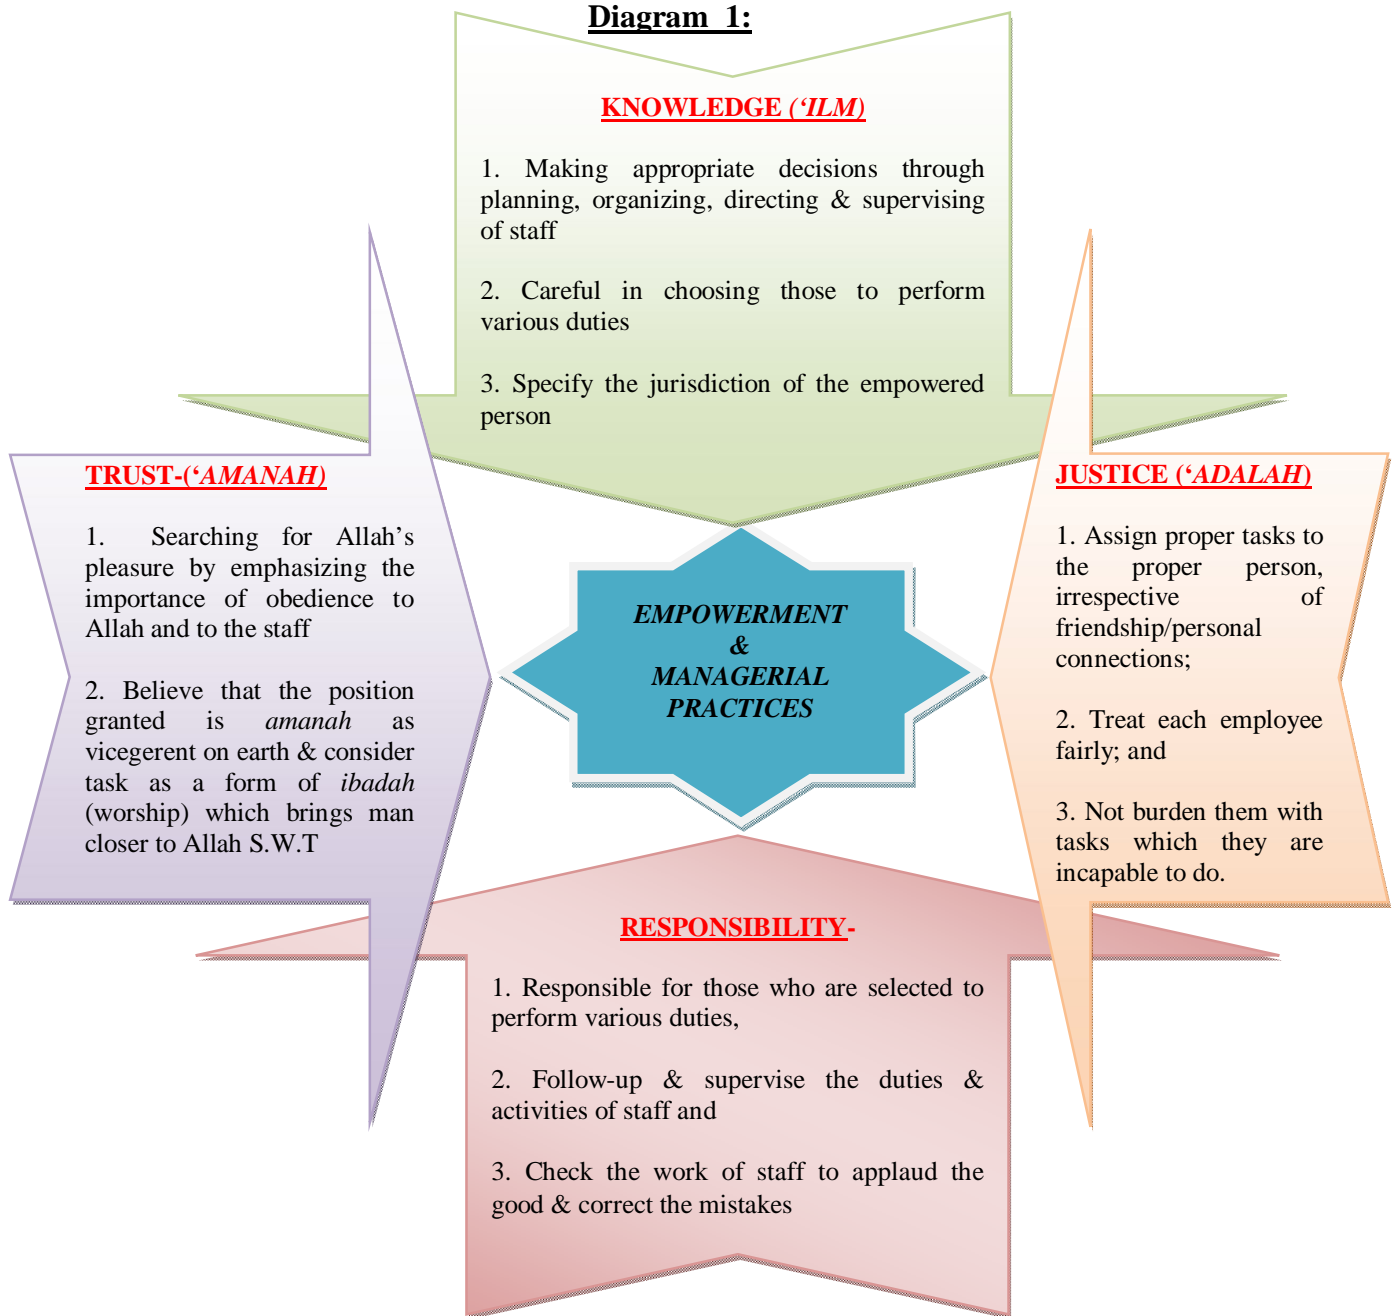 Diagram 1:
KNOWLEDGE (‘ILM)
1. Making appropriate decisions through
planning, organizing, directing & supervising
of staff
2. Careful in choosing those to perform
various duties
3. Specify the jurisdiction of the empowered
person
TRUST-(‘AMANAH)
1. Searching for Allah’s
pleasure by emphasizing the
importance of obedience to
Allah and to the staff
2. Believe that the position
granted is amanah as
vicegerent on earth & consider
task as a form of ibadah
(worship) which brings man
closer to Allah S.W.T
EMPOWERMENT
&
MANAGERIAL
PRACTICES
JUSTICE (‘ADALAH)
1. Assign proper tasks to
the proper person,
irrespective of
friendship/personal
connections;
2. Treat each employee
fairly; and
3. Not burden them with
tasks which they are
incapable to do.
RESPONSIBILITY-
1. Responsible for those who are selected to
perform various duties,
2. Follow-up & supervise the duties &
activities of staff and
3. Check the work of staff to applaud the
good & correct the mistakes